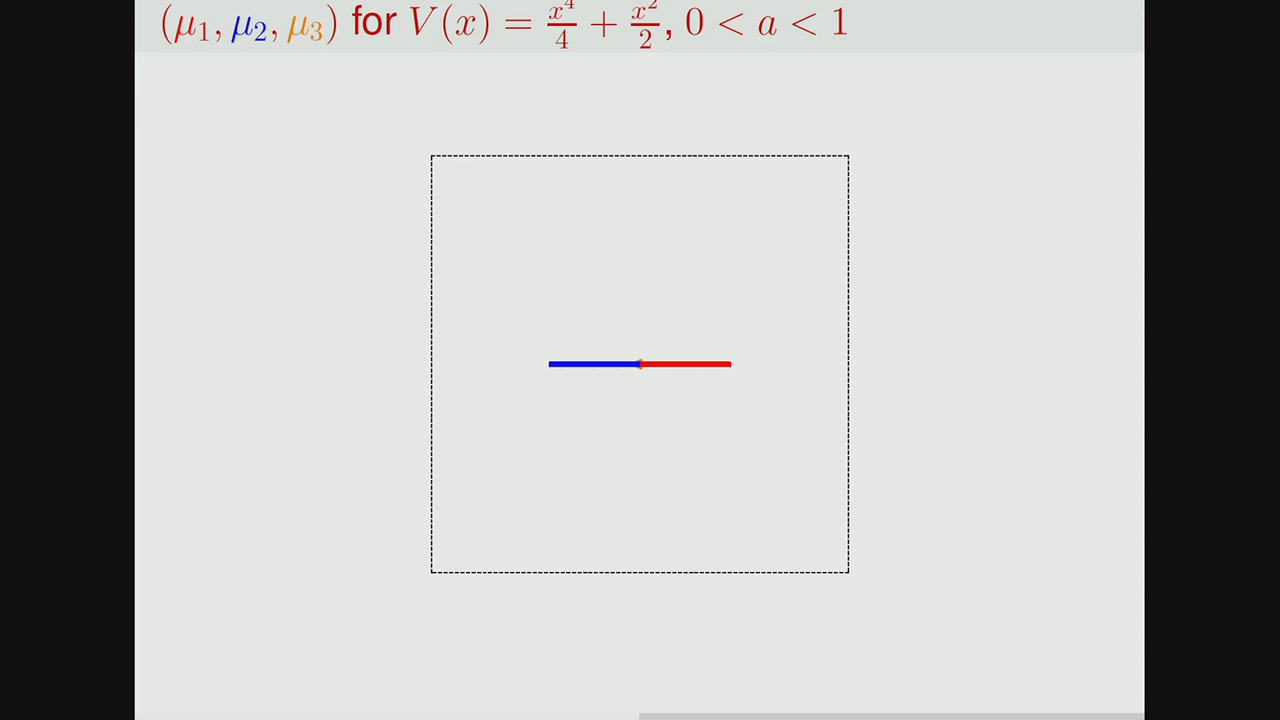 (μ₁, μ₂, μ₃) for V(x) = x⁴/4 + x²/2, 0 < a < 1